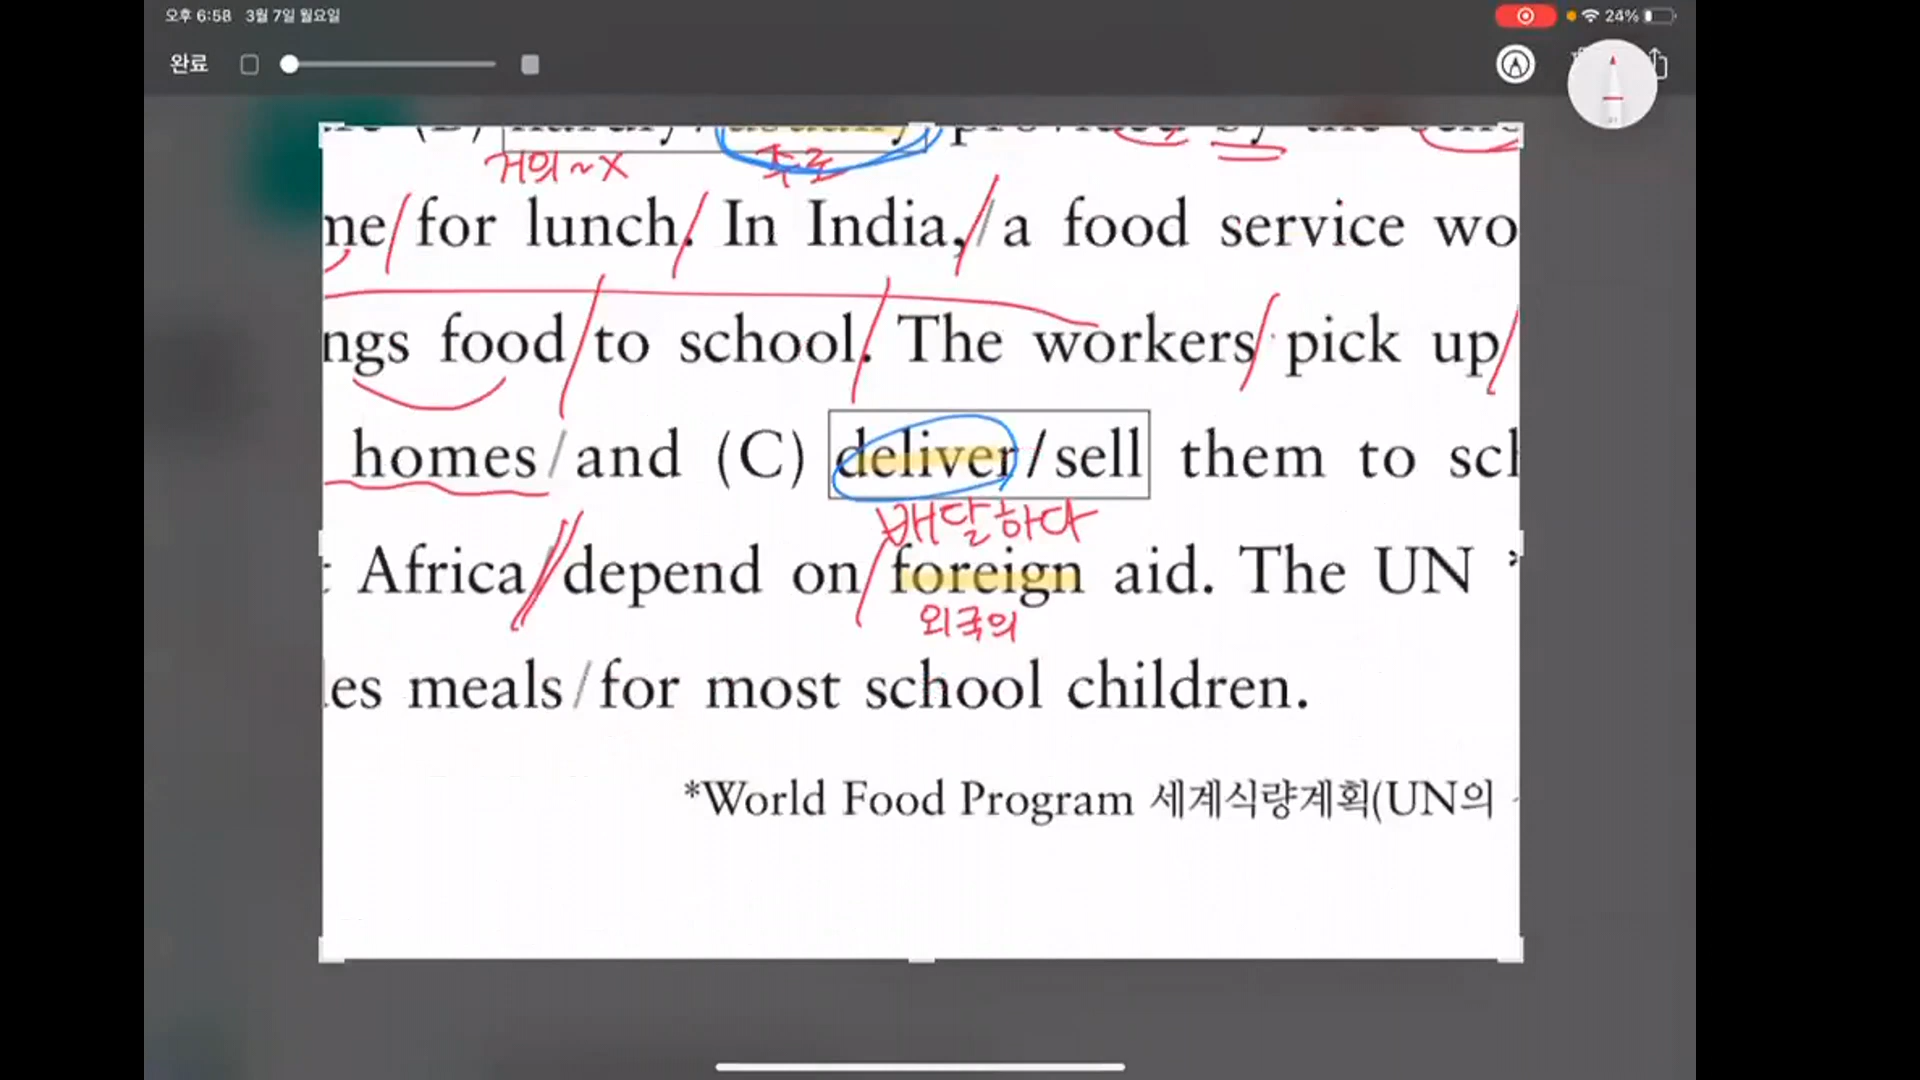 오후 6:58 3월 7일 월요일 24%
완료
거의~X 주로
me/for lunch./ In India,/a food service wo
ngs food/to school./ The workers/ pick up/
homes/and (C) deliver/sell them to sch
배달하다
Africa//depend on/ foreign aid. The UN *
외국의
es meals/for most school children.
*World Food Program 세계식량계획(UN의